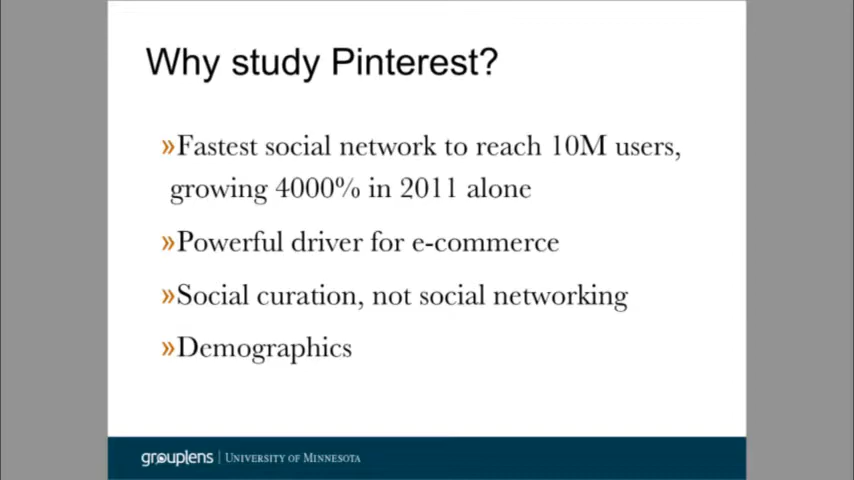 Why study Pinterest?
»Fastest social network to reach 10M users,
growing 4000% in 2011 alone
»Powerful driver for e-commerce
»Social curation, not social networking
»Demographics
grouplens | UNIVERSITY OF MINNESOTA